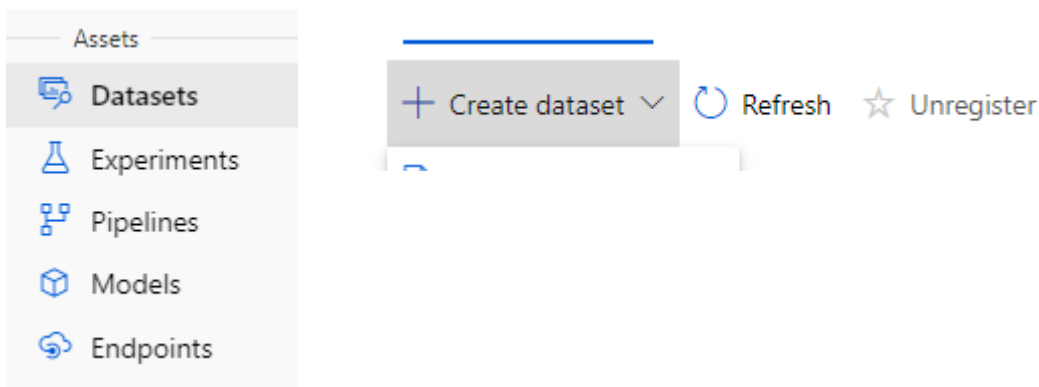 Assets
Datasets
Experiments
Pipelines
Models
Endpoints
Create dataset
Refresh
Unregister